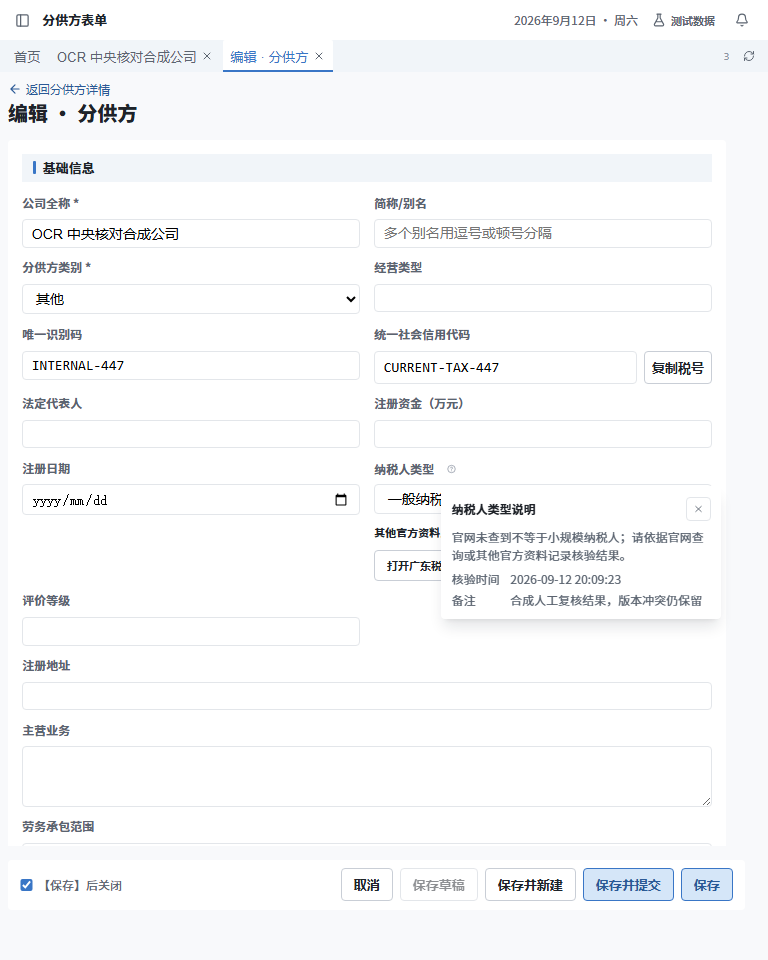 分供方表单
2026年9月12日 • 周六
测试数据
首页
OCR 中央核对合成公司
编辑 · 分供方
3
返回分供方详情
编辑 • 分供方
基础信息
公司全称 *
简称/别名
OCR 中央核对合成公司
多个别名用逗号或顿号分隔
分供方类别 *
经营类型
其他
唯一识别码
统一社会信用代码
INTERNAL-447
CURRENT-TAX-447
复制税号
法定代表人
注册资金（万元）
注册日期
纳税人类型
yyyy/mm/dd
一般纳税
纳税人类型说明
其他官方资料
官网未查到不等于小规模纳税人；请依据官网查
询或其他官方资料记录核验结果。
打开广东税
核验时间 2026-09-12 20:09:23
备注 合成人工复核结果，版本冲突仍保留
评价等级
注册地址
主营业务
劳务承包范围
【保存】后关闭
取消
保存草稿
保存并新建
保存并提交
保存